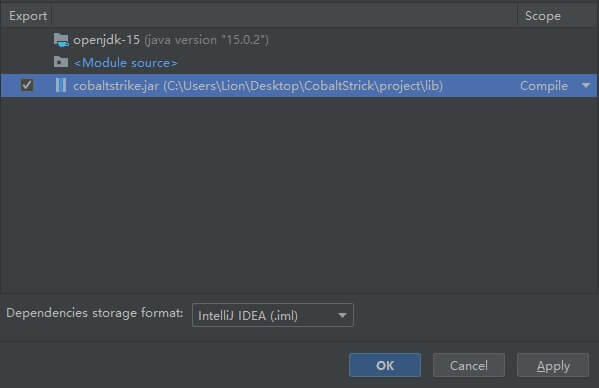 Export Scope
openjdk-15 (java version "15.0.2")
<Module source>
cobaltstrike.jar (C:\Users\Lion\Desktop\CobaltStrick\project\lib) Compile
Dependencies storage format: IntelliJ IDEA (.iml)
OK Cancel Apply